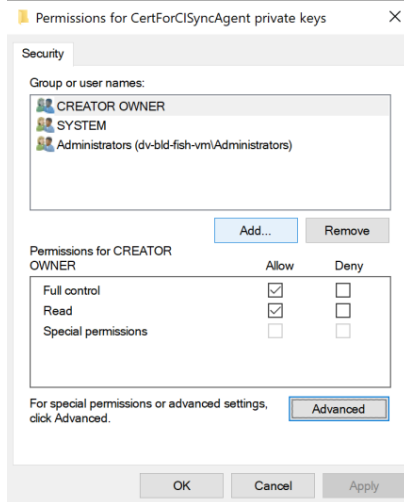 Permissions for CertForCISyncAgent private keys
Security
Group or user names:
CREATOR OWNER
SYSTEM
Administrators (dv-bld-fish-vm\Administrators)
Add...
Remove
Permissions for CREATOR
OWNER
Allow
Deny
Full control
Read
Special permissions
For special permissions or advanced settings,
click Advanced.
Advanced
OK
Cancel
Apply